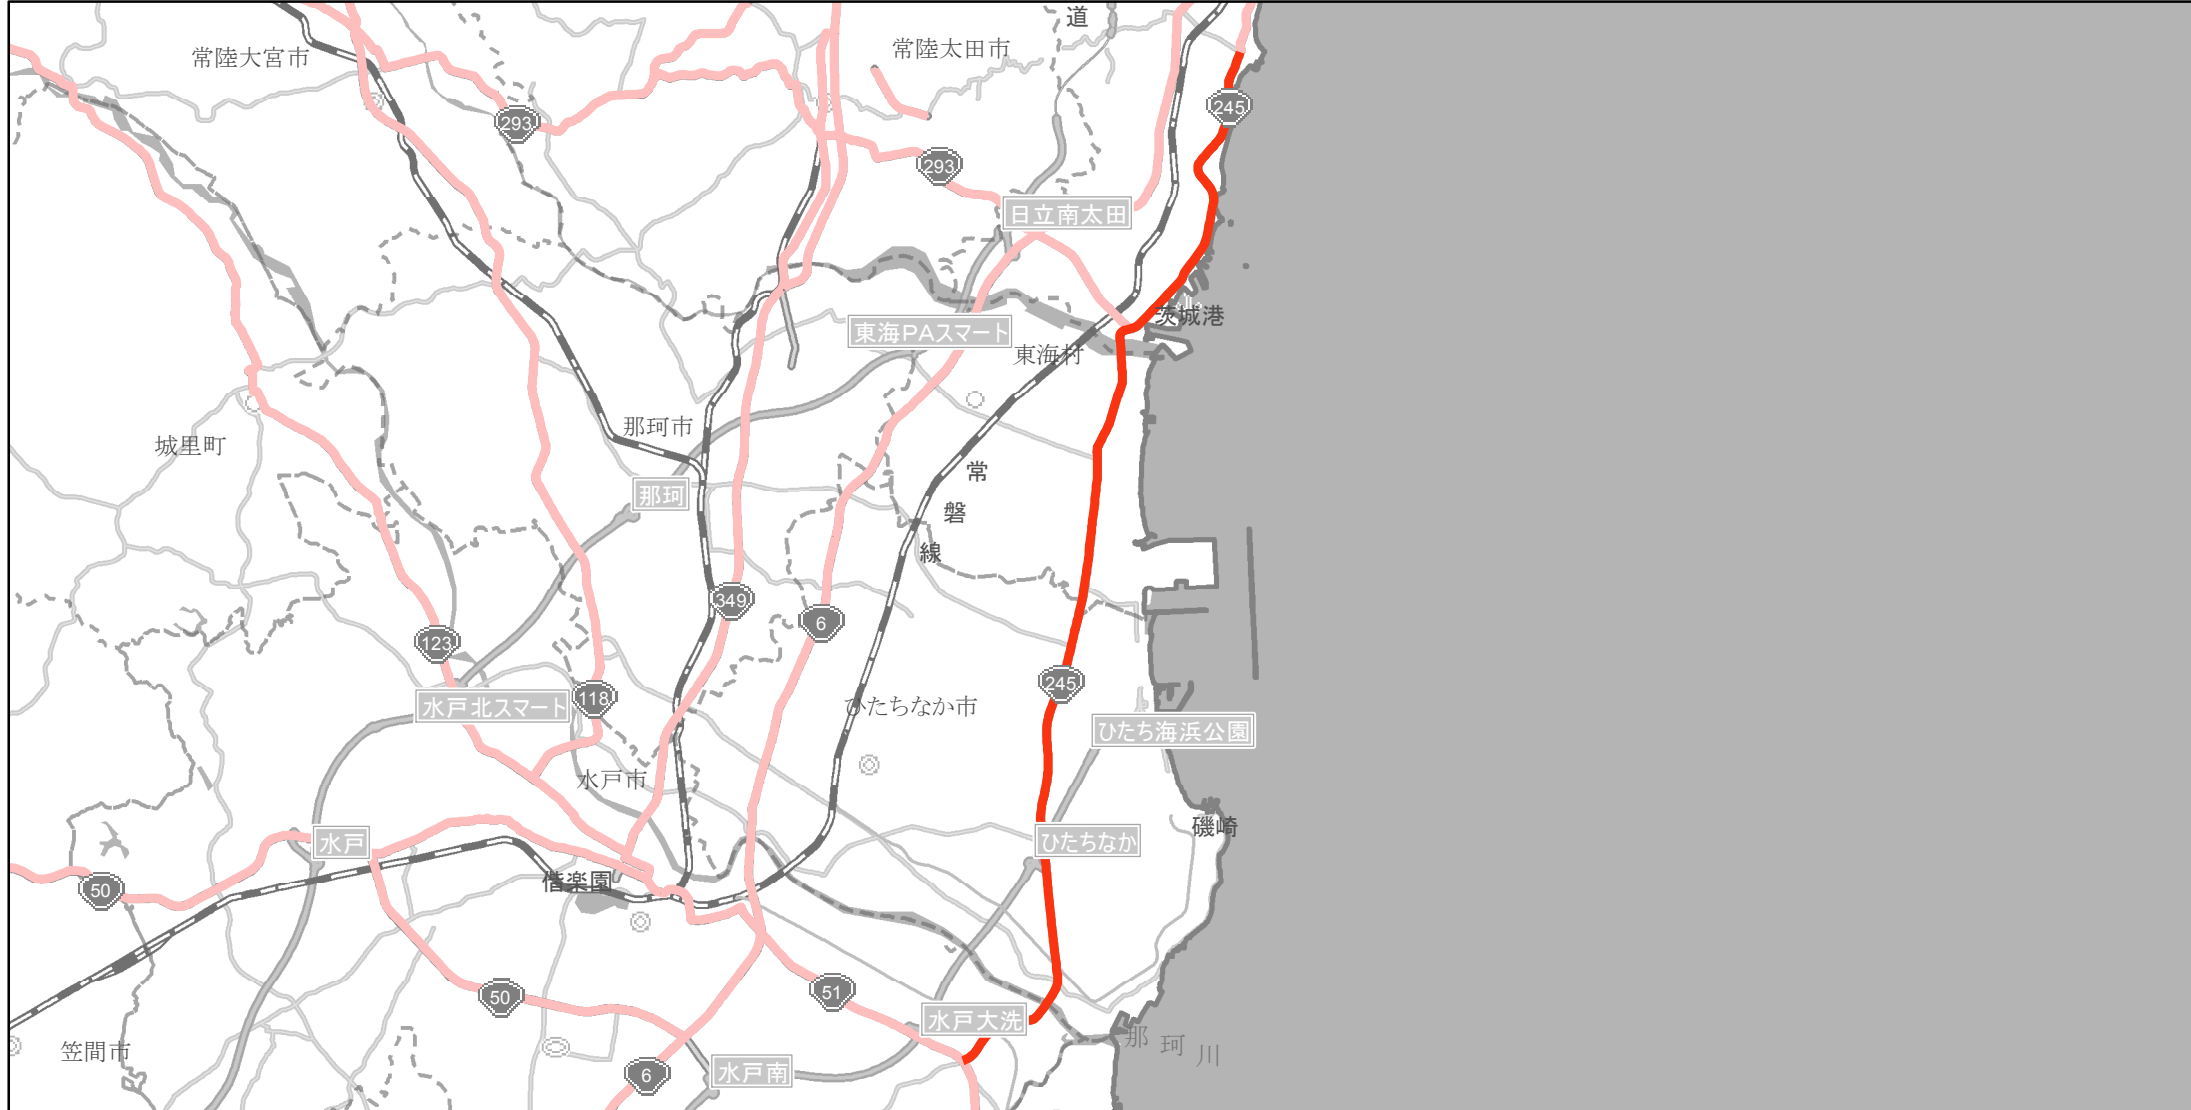 道
常陸大宮市
常陸太田市
245
293
293
日立南太田
茨城港
東海PAスマート
東海村
那珂市
城里町
常
那珂
磐
線
349
6
123
245
118
水戸北スマート
ひたちなか市
ひたち海浜公園
水戸市
磯崎
水戸
ひたちなか
偕楽園
50
51
50
水戸大洗
那
珂
川
笠間市
水戸南
6